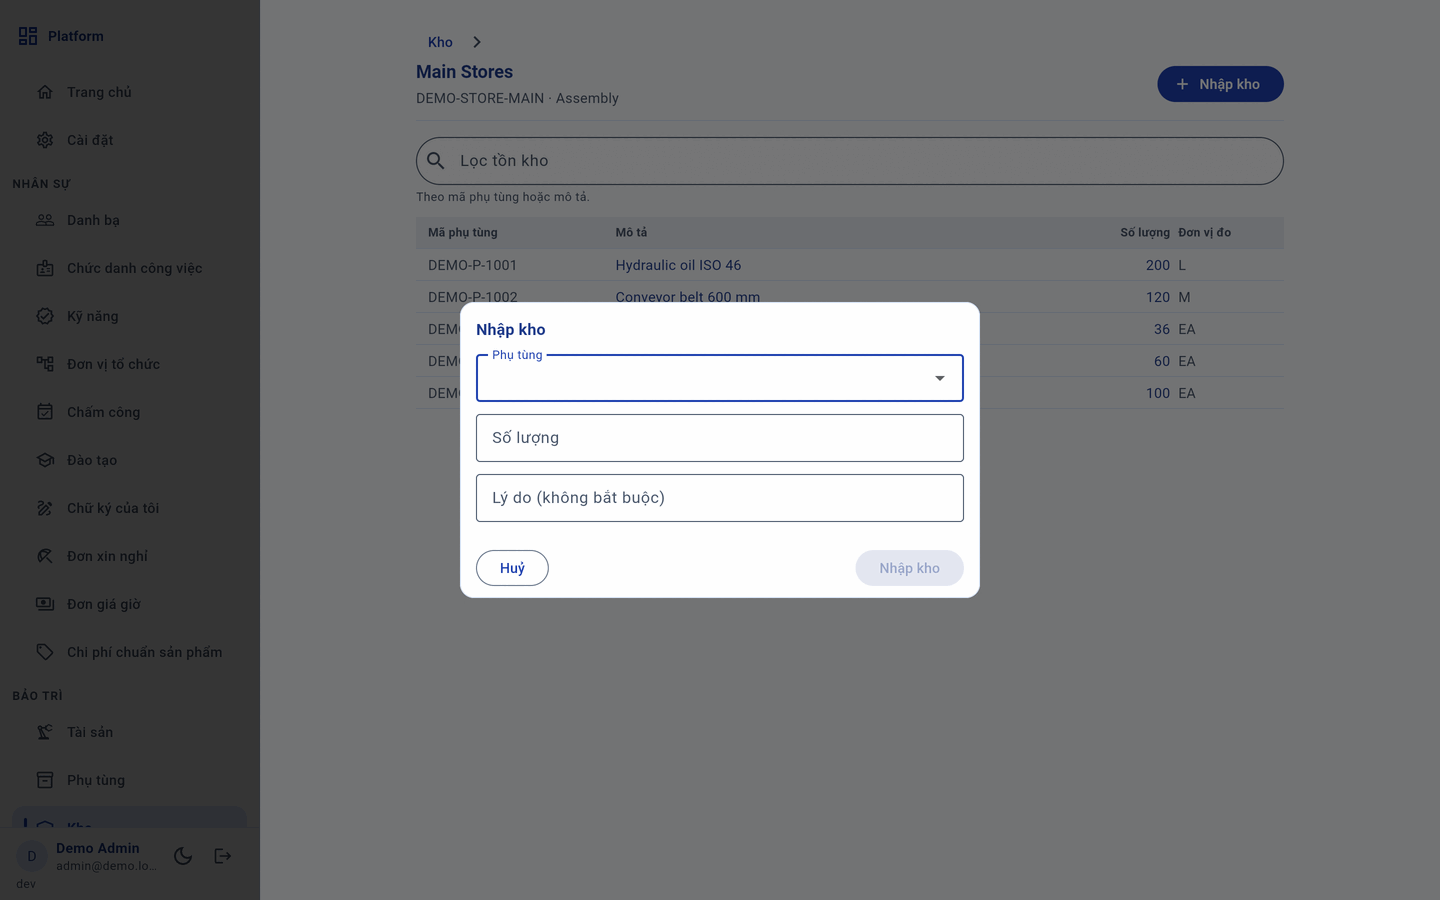 Platform
Trang chủ
Cài đặt
NHÂN SỰ
Danh bạ
Chức danh công việc
Kỹ năng
Đơn vị tổ chức
Chấm công
Đào tạo
Chữ ký của tôi
Đơn xin nghỉ
Đơn giá giờ
Chi phí chuẩn sản phẩm
BẢO TRÌ
Tài sản
Phụ tùng
Kho
D
Demo Admin
admin@demo.lo...
dev
Kho
Main Stores
DEMO-STORE-MAIN · Assembly
Nhập kho
Lọc tồn kho
Theo mã phụ tùng hoặc mô tả.
Mã phụ tùng Mô tả Số lượng Đơn vị đo
DEMO-P-1001 Hydraulic oil ISO 46 200 L
DEMO-P-1002 Conveyor belt 600 mm 120 M
36 EA
60 EA
100 EA
Nhập kho
Phụ tùng
Số lượng
Lý do (không bắt buộc)
Huỷ
Nhập kho